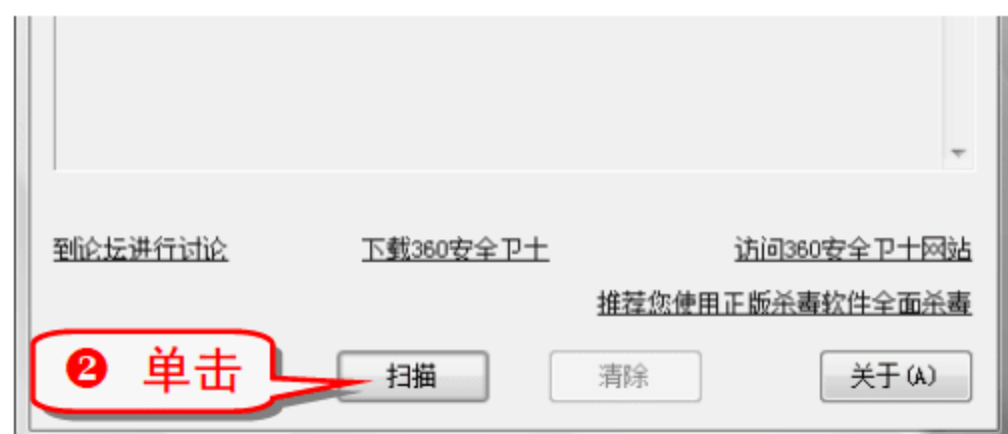 到论坛进行讨论 下载360安全卫士 访问360安全卫士网站
推荐您使用正版杀毒软件全面杀毒
❷ 单击 扫描 清除 关于(A)